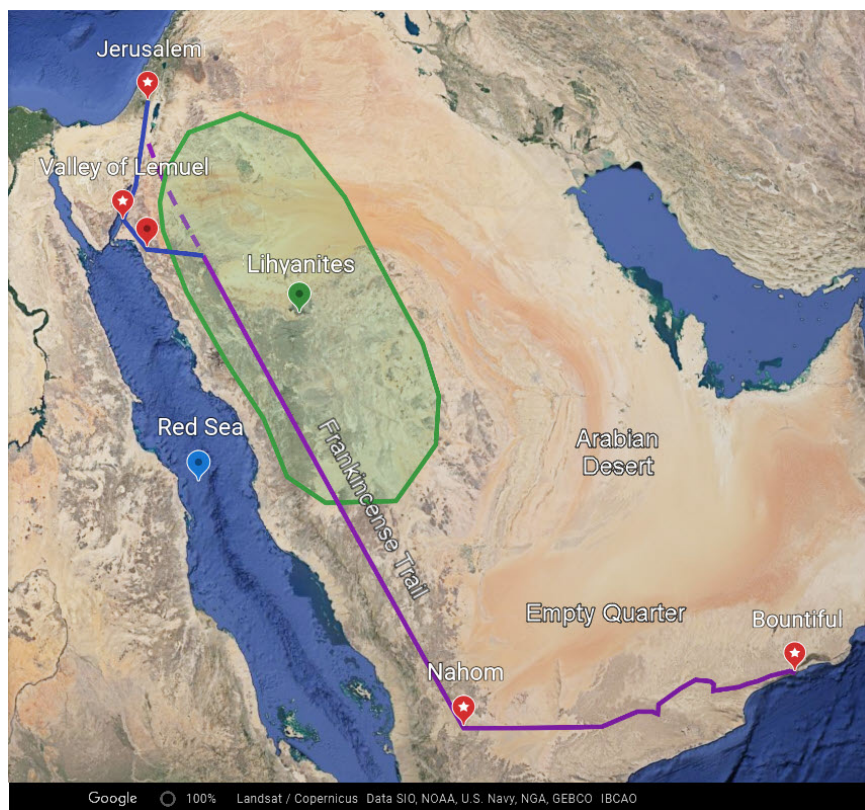 Jerusalem
Valley of Lemuel
Lihyanites
Red Sea
Frankincense Trail
Arabian
Desert
Empty Quarter
Bountiful
Nahom
Google 100% Landsat / Copernicus Data SIO, NOAA, U.S. Navy, NGA, GEBCO IBCAO